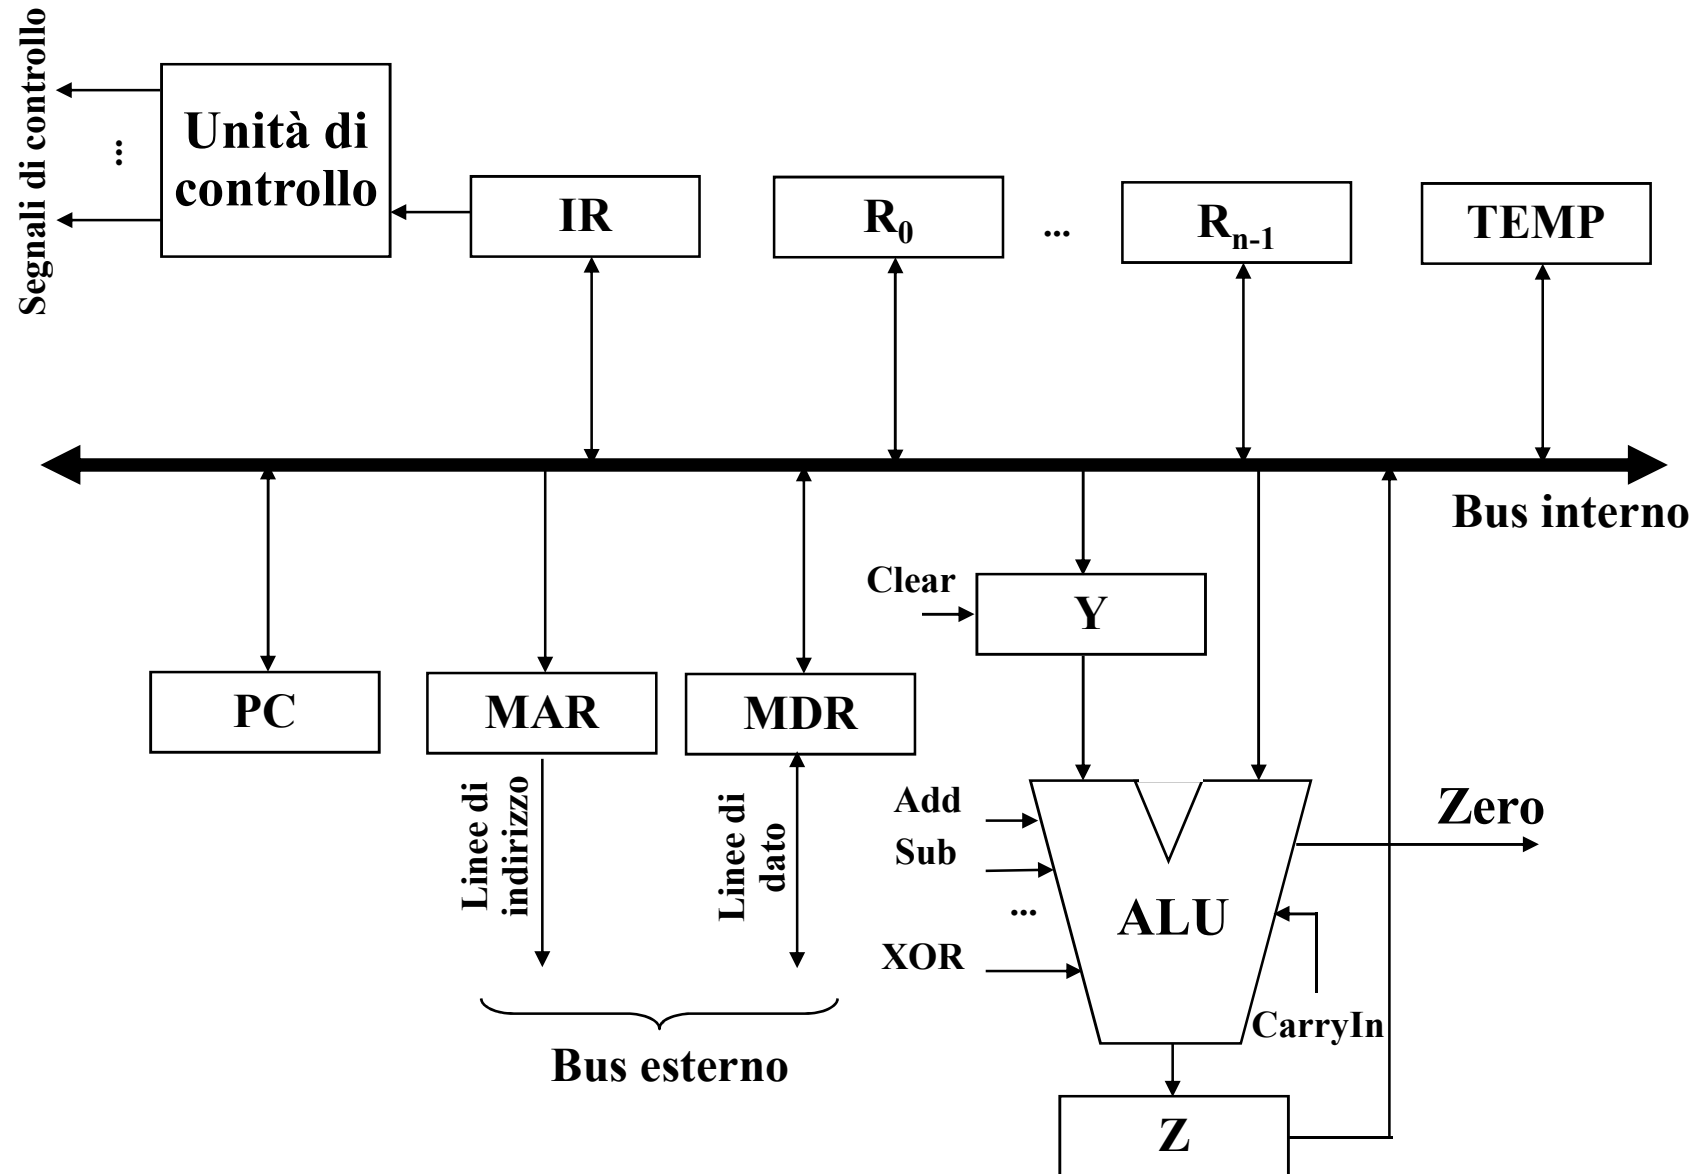 Segnali di controllo
...
Unità di
controllo
IR
R0
...
Rn-1
TEMP
Bus interno
Clear
Y
PC
MAR
MDR
Linee di
indirizzo
Linee di
dato
Add
Sub
...
XOR
ALU
Zero
CarryIn
Bus esterno
Z